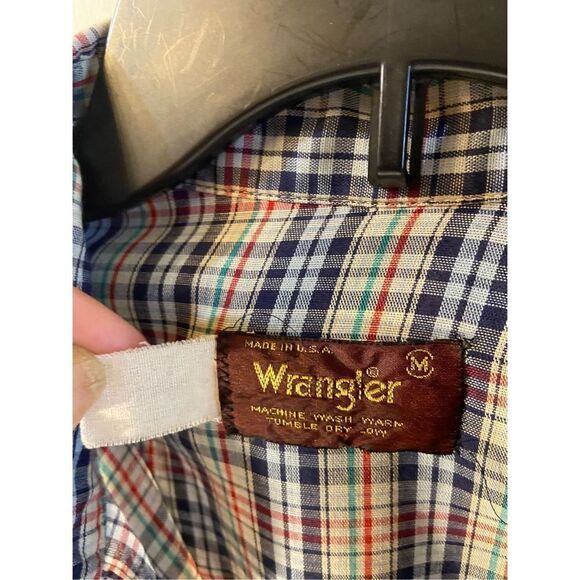 MADE IN U.S.A.
Wrangler® M
MACHINE WASH WARM
TUMBLE DRY LOW